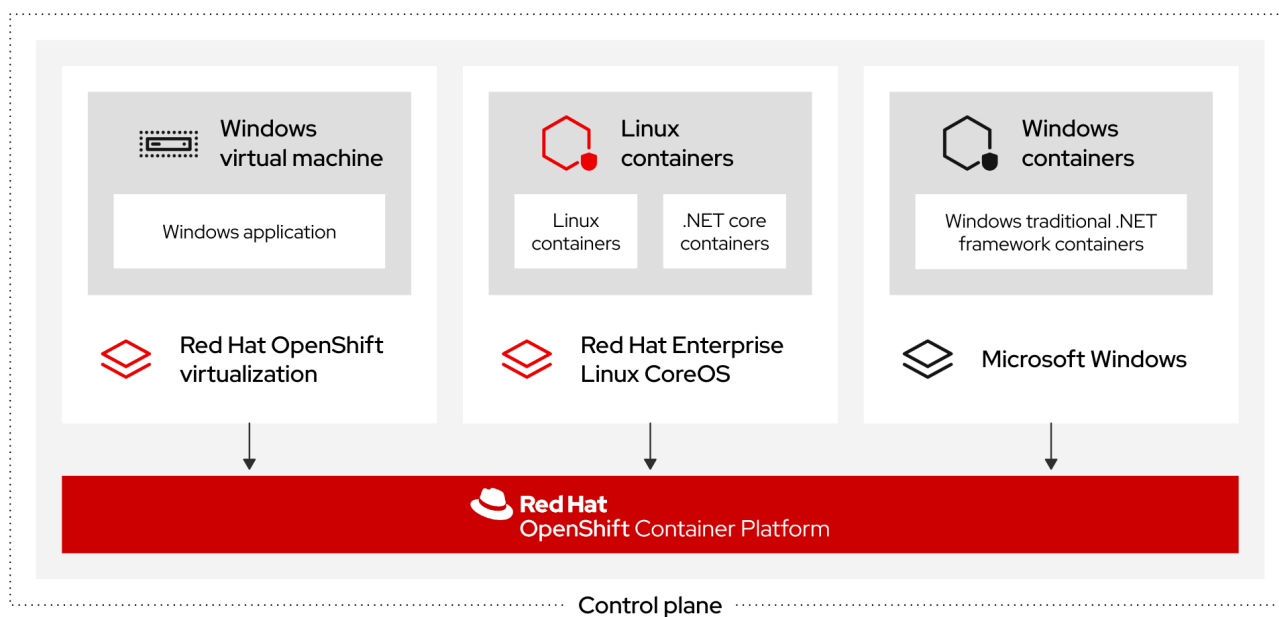 Windows
virtual machine
Windows application
Red Hat OpenShift
virtualization
Linux
containers
Linux
containers
.NET core
containers
Red Hat Enterprise
Linux CoreOS
Windows
containers
Windows traditional .NET
framework containers
Microsoft Windows
Red Hat
OpenShift Container Platform
Control plane